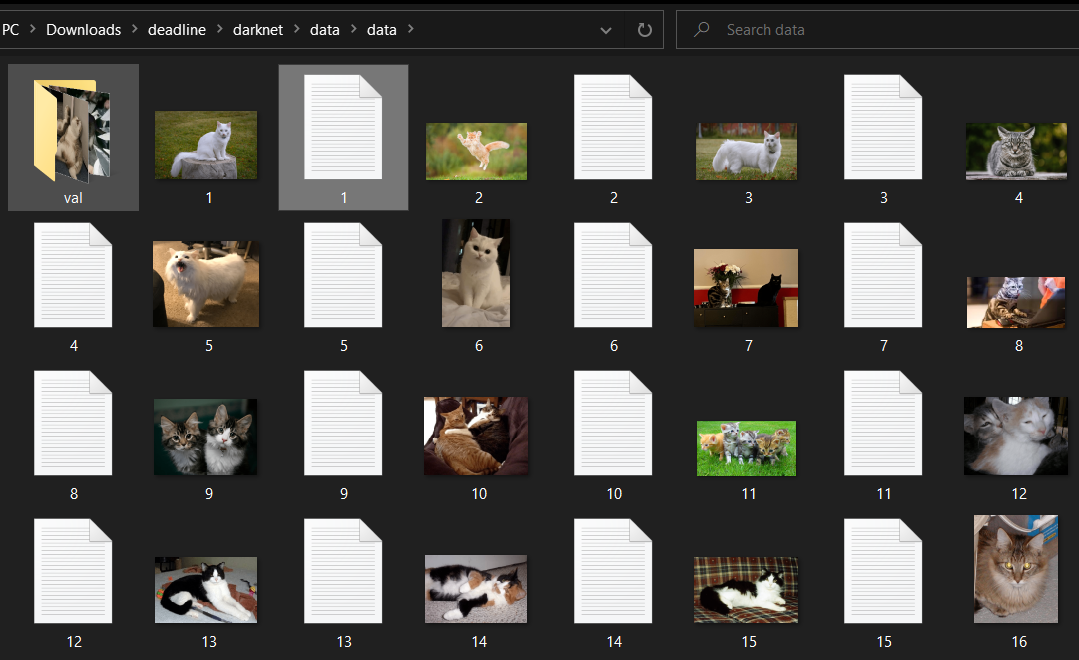 PC > Downloads > deadline > darknet > data > data >
Search data
val 1 1 2 2 3 3 4
4 5 5 6 6 7 7 8
8 9 9 10 10 11 11 12
12 13 13 14 14 15 15 16